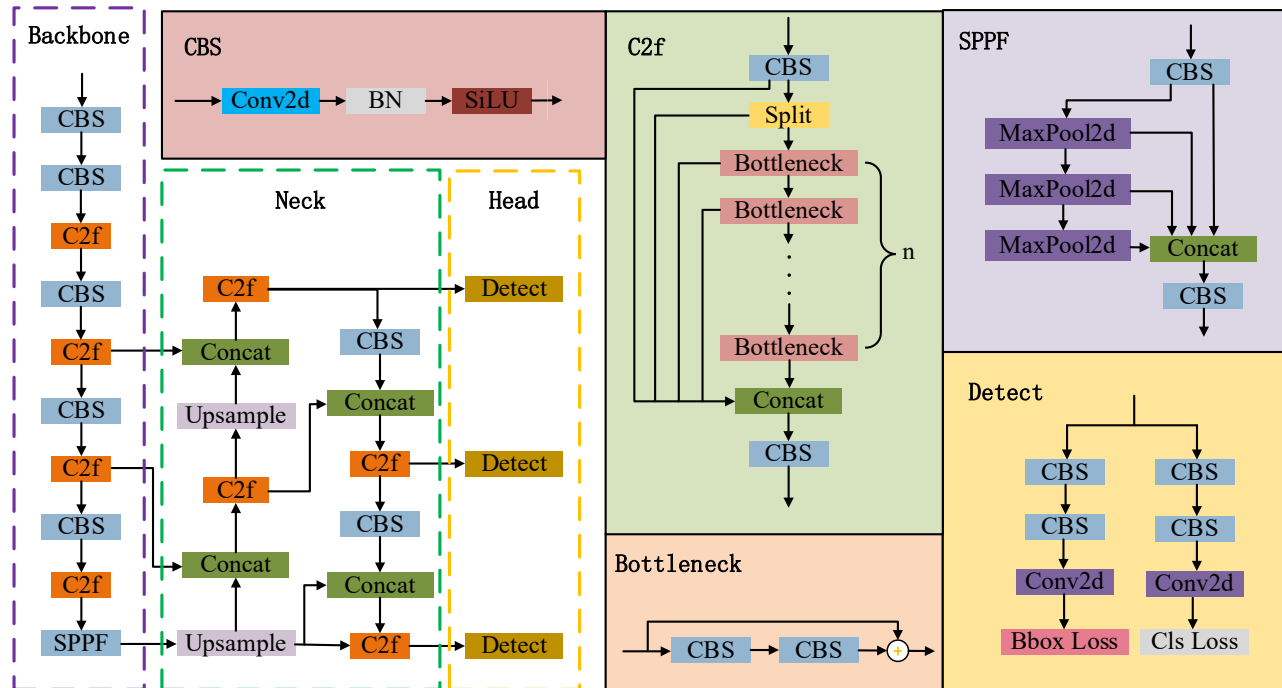 Backbone
CBS
CBS
C2f
CBS
C2f
CBS
C2f
CBS
C2f
SPPF
CBS
Conv2d
BN
SiLU
Neck
C2f
Concat
Upsample
C2f
Concat
Upsample
CBS
Concat
C2f
CBS
Concat
C2f
Head
Detect
Detect
Detect
C2f
CBS
Split
Bottleneck
Bottleneck
n
Bottleneck
Concat
CBS
Bottleneck
CBS
CBS
SPPF
CBS
MaxPool2d
MaxPool2d
MaxPool2d
Concat
CBS
Detect
CBS
CBS
CBS
CBS
Conv2d
Conv2d
Bbox Loss
Cls Loss